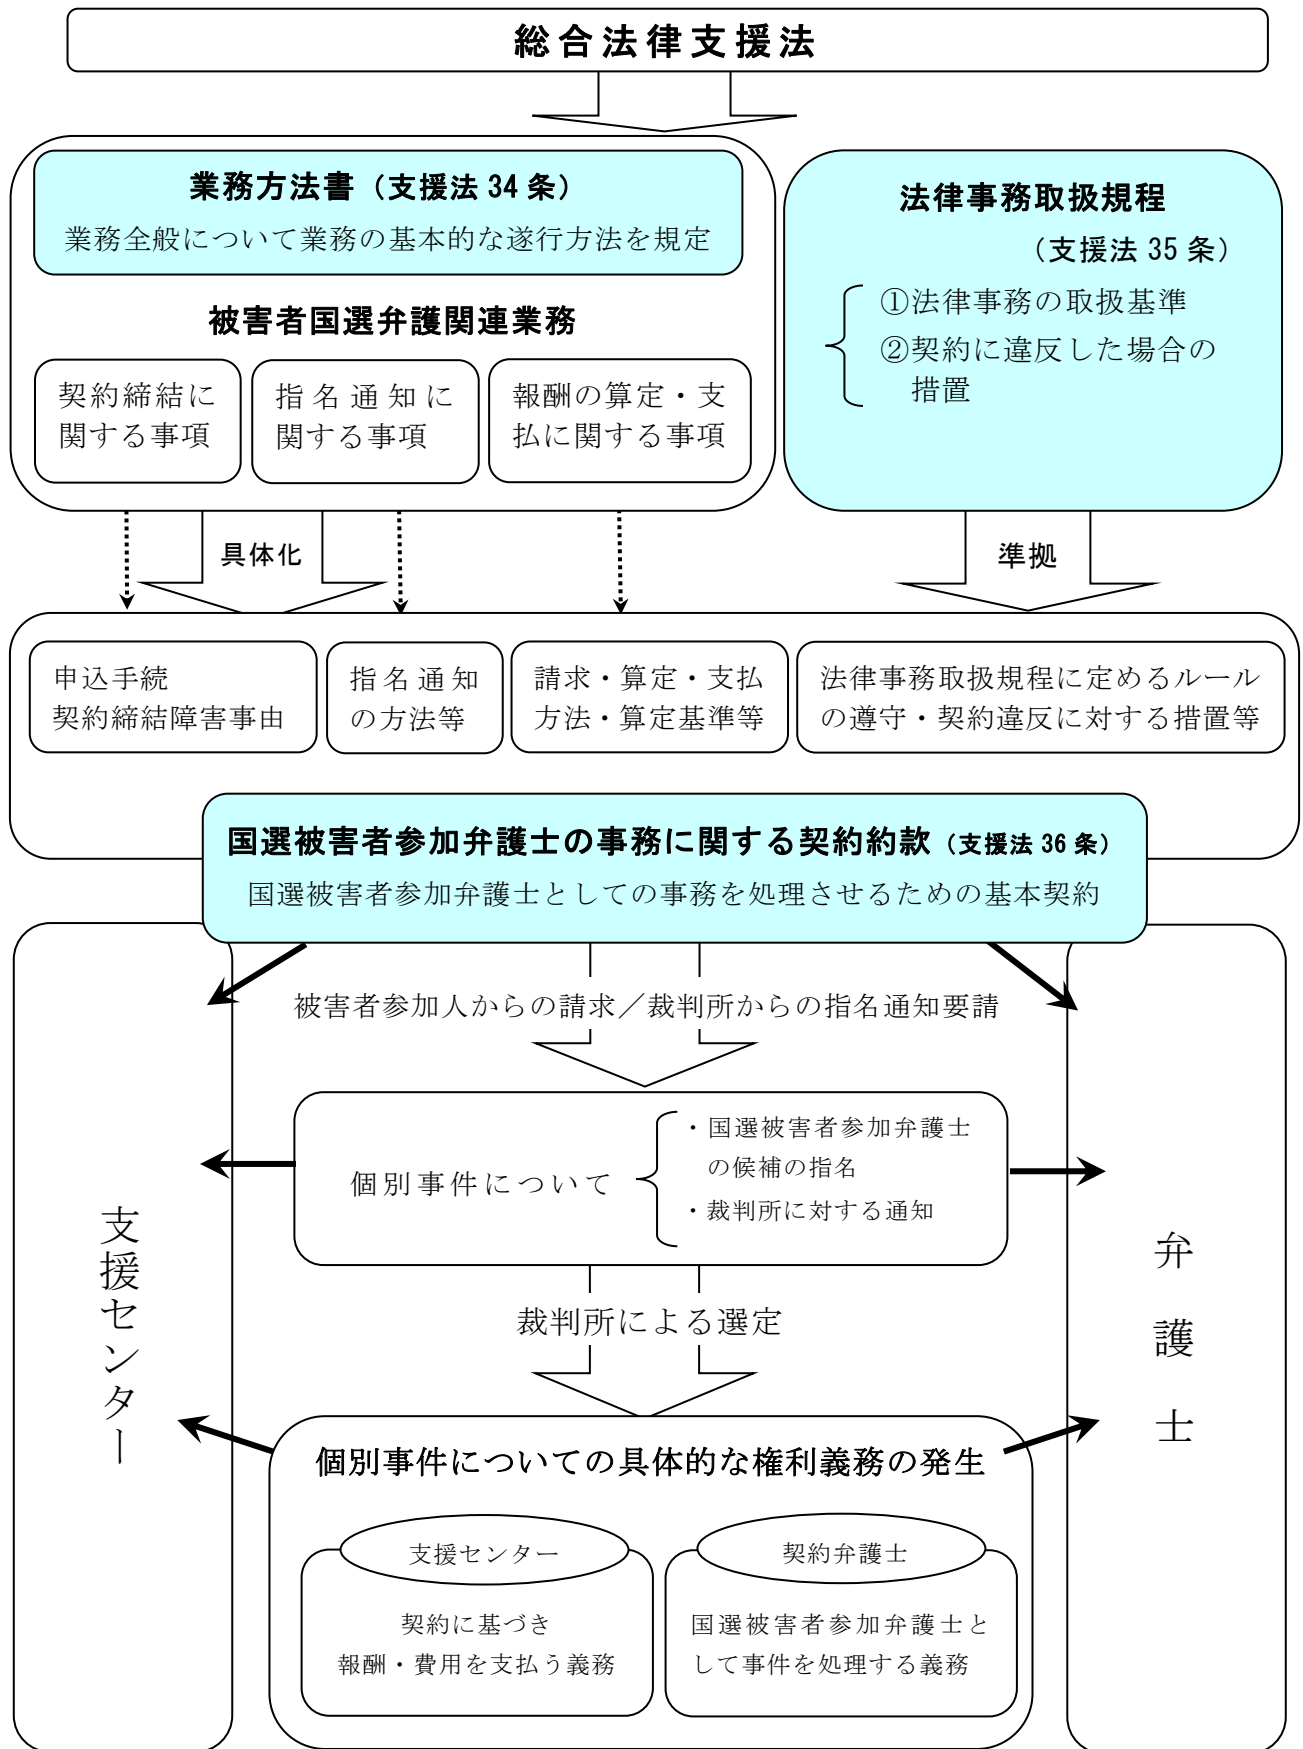 総合法律支援法
業務方法書（支援法 34 条）
業務全般について業務の基本的な遂行方法を規定
被害者国選弁護関連業務
契約締結に
関する事項
指名通知に
関する事項
報酬の算定・支
払に関する事項
法律事務取扱規程
（支援法 35 条）
①法律事務の取扱基準
②契約に違反した場合の
措置
具体化
準拠
申込手続
契約締結障害事由
指名通知
の方法等
請求・算定・支払
方法・算定基準等
法律事務取扱規程に定めるルール
の遵守・契約違反に対する措置等
国選被害者参加弁護士の事務に関する契約約款（支援法 36 条）
国選被害者参加弁護士としての事務を処理させるための基本契約
被害者参加人からの請求／裁判所からの指名通知要請
個別事件について
・国選被害者参加弁護士
の候補の指名
・裁判所に対する通知
支援センター
弁護士
裁判所による選定
個別事件についての具体的な権利義務の発生
支援センター
契約に基づき
報酬・費用を支払う義務
契約弁護士
国選被害者参加弁護士と
して事件を処理する義務